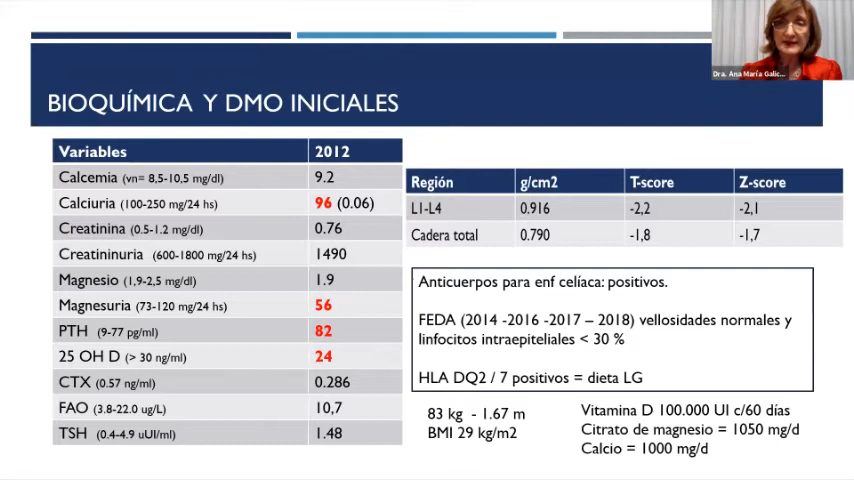 Dra. Ana María Galic...
BIOQUÍMICA Y DMO INICIALES
Variables 2012
Calcemia (vn= 8,5-10,5 mg/dl) 9.2
Calciuria (100-250 mg/24 hs) 96 (0.06)
Creatinina (0.5-1.2 mg/dl) 0.76
Creatininuria (600-1800 mg/24 hs) 1490
Magnesio (1,9-2,5 mg/dl) 1.9
Magnesuria (73-120 mg/24 hs) 56
PTH (9-77 pg/ml) 82
25 OH D (> 30 ng/ml) 24
CTX (0.57 ng/ml) 0.286
FAO (3.8-22.0 ug/L) 10,7
TSH (0.4-4.9 uUI/ml) 1.48
Región g/cm2 T-score Z-score
L1-L4 0.916 -2,2 -2,1
Cadera total 0.790 -1,8 -1,7
Anticuerpos para enf celíaca: positivos.
FEDA (2014 -2016 -2017 – 2018) vellosidades normales y
linfocitos intraepiteliales < 30 %
HLA DQ2 / 7 positivos = dieta LG
83 kg - 1.67 m
BMI 29 kg/m2
Vitamina D 100.000 UI c/60 días
Citrato de magnesio = 1050 mg/d
Calcio = 1000 mg/d